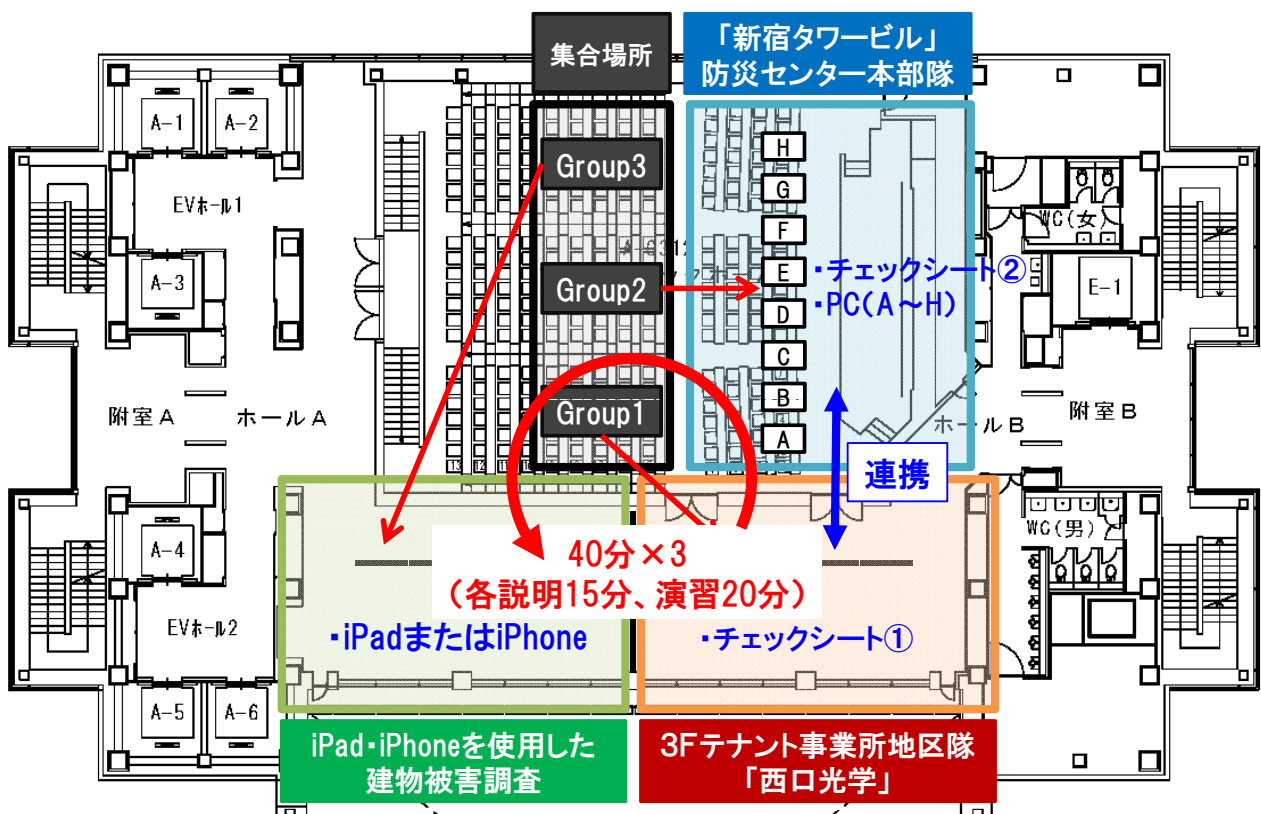 集合場所
「新宿タワービル」
防災センター本部隊
A-1
A-2
EVホール1
A-3
附室A
ホールA
A-4
EVホール2
A-5
A-6
Group3
Group2
Group1
H
G
F
E
D
C
B
A
・チェックシート②
・PC(A～H)
WC(女)
E-1
附室B
ホールB
連携
WC(男)
13
12
11
40分×3
（各説明15分、演習20分）
・iPadまたはiPhone
・チェックシート①
iPad・iPhoneを使用した
建物被害調査
3Fテナント事業所地区隊
「西口光学」